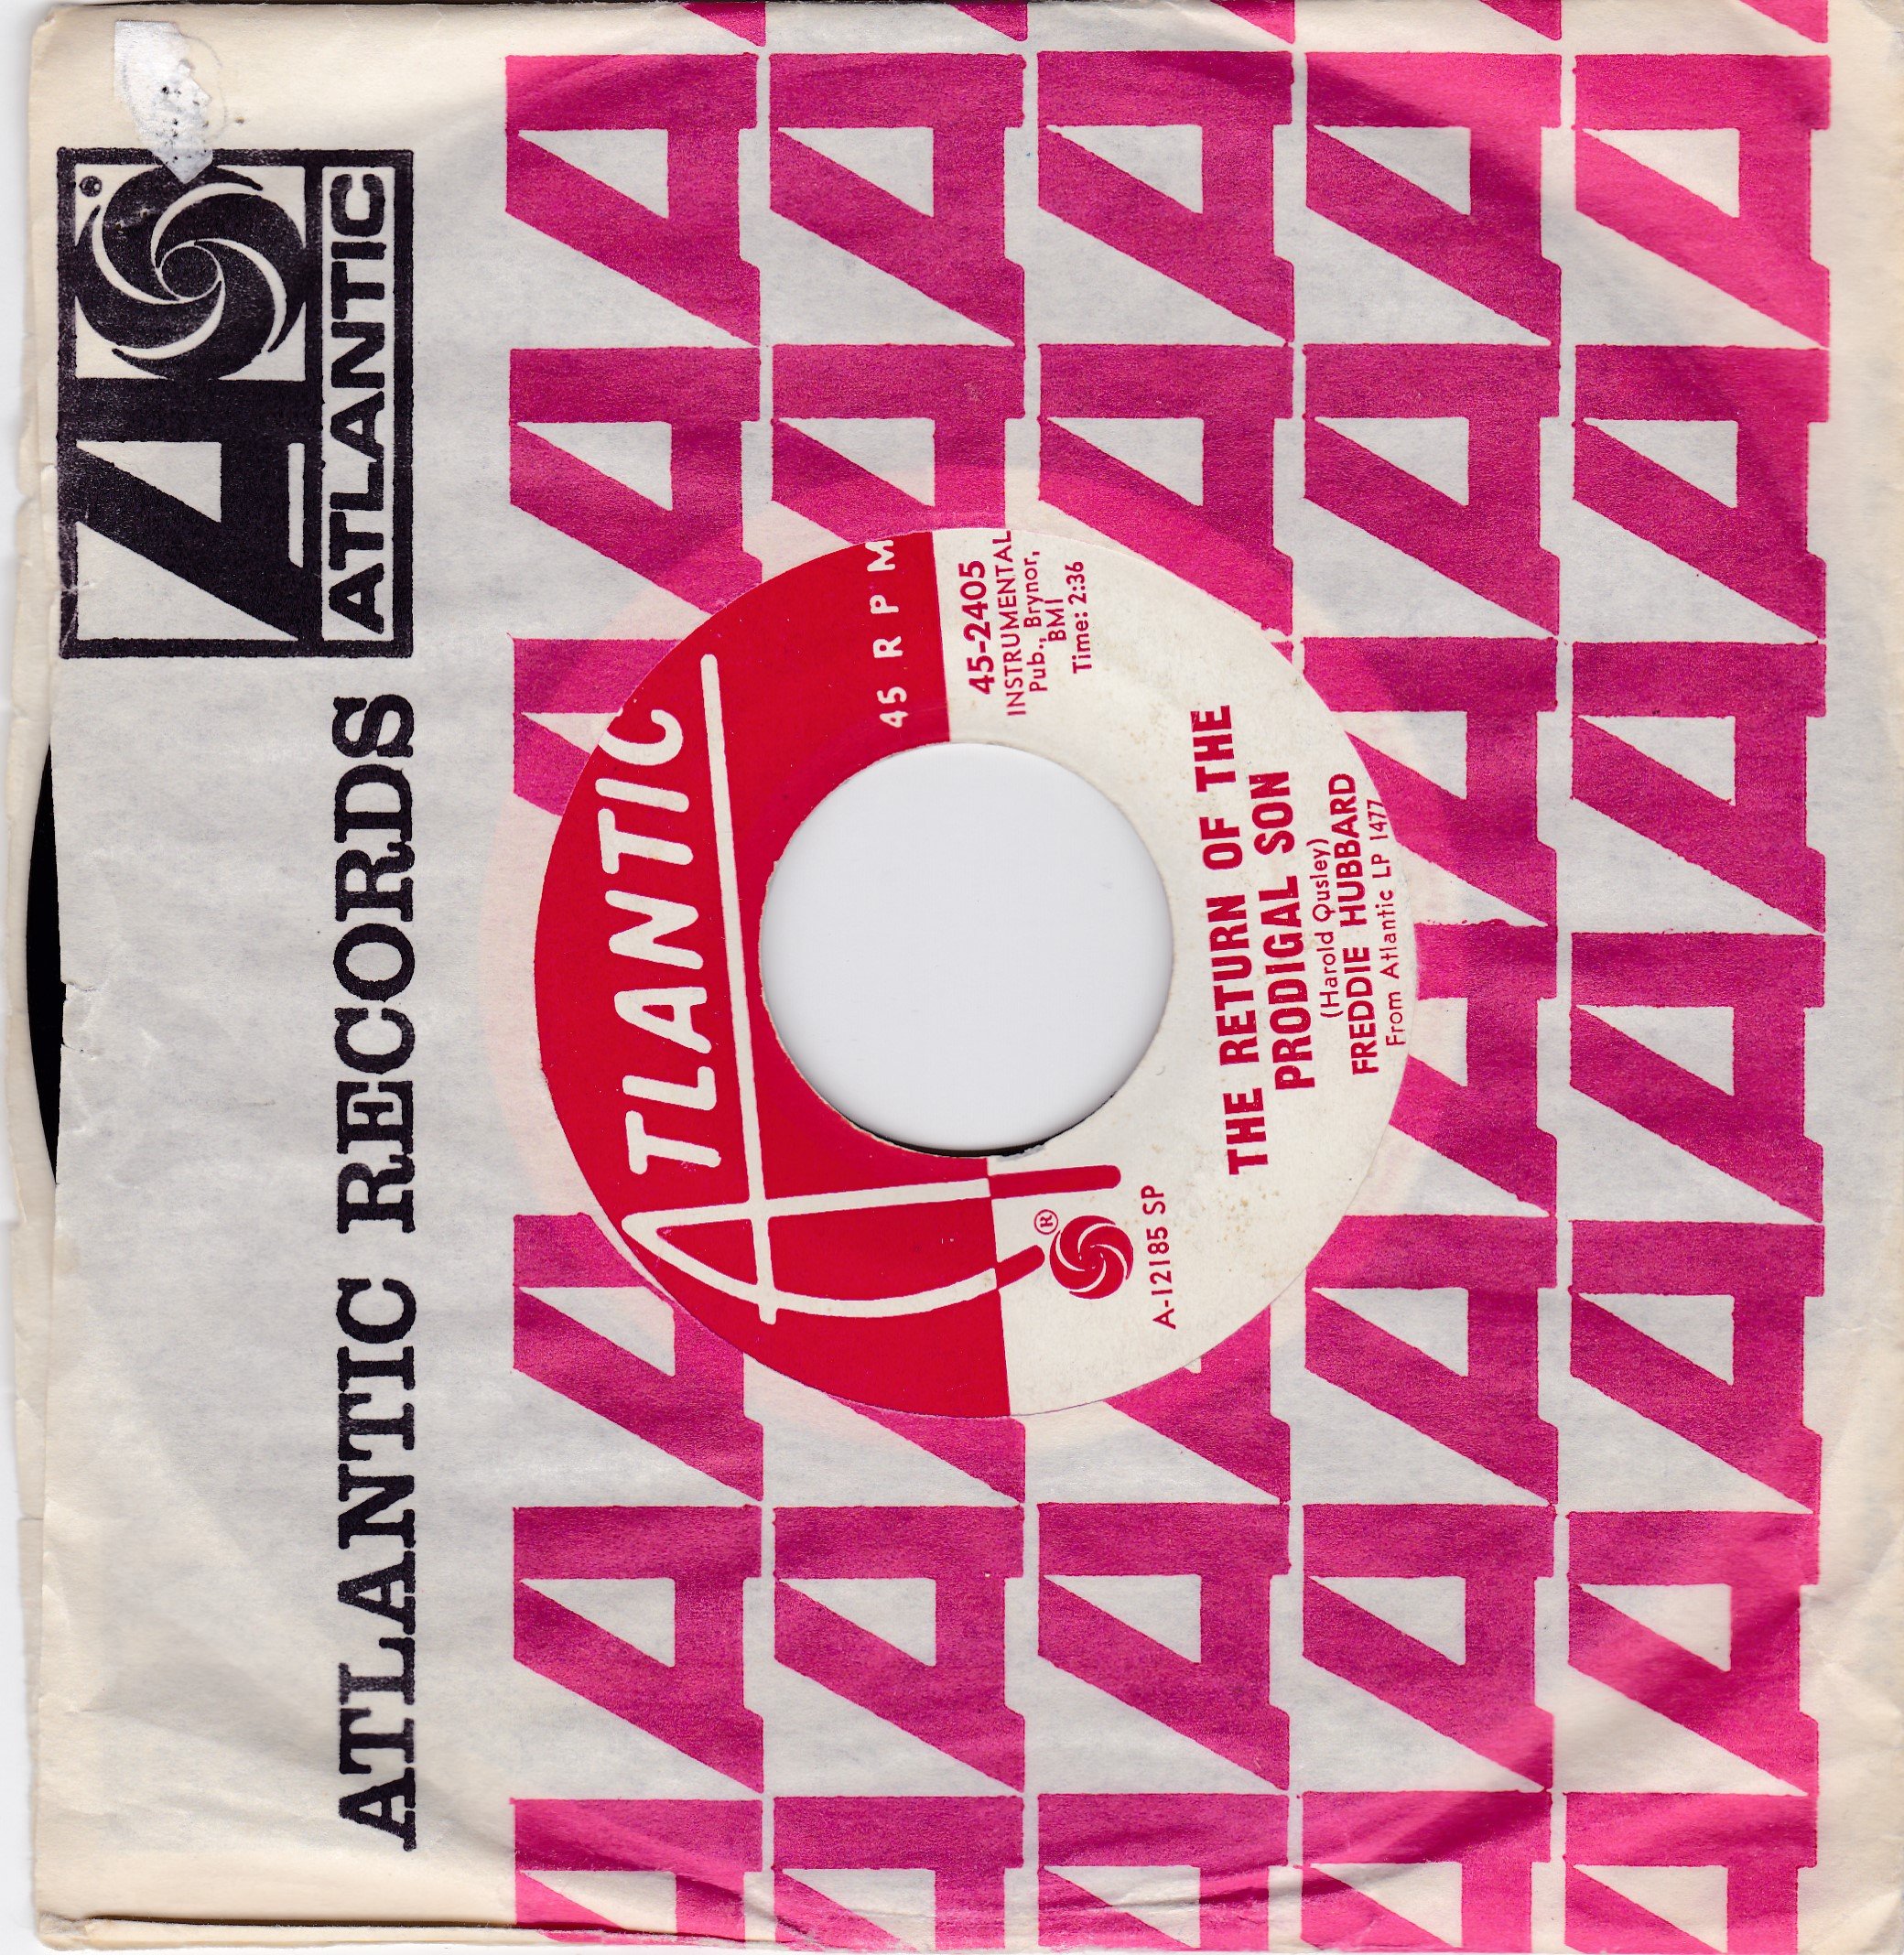 ATLANTIC RECORDS
ATLANTIC
ATLANTIC
45 RPM
45-2405
INSTRUMENTAL
Pub., Brynor,
BMI
Time: 2:36
®
A-12185 SP
THE RETURN OF THE
PRODIGAL SON
(Harold Qusley)
FREDDIE HUBBARD
From Atlantic LP 1477